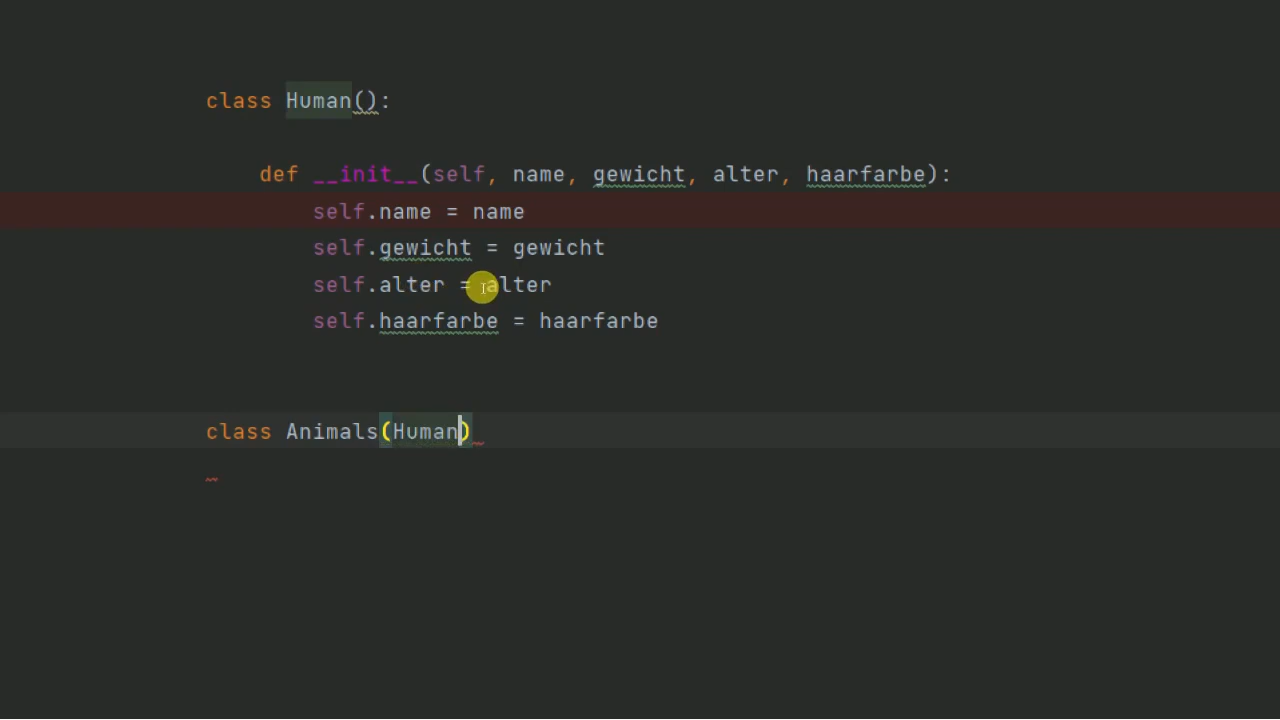 class Human():
def __init__(self, name, gewicht, alter, haarfarbe):
self.name = name
self.gewicht = gewicht
self.alter = alter
self.haarfarbe = haarfarbe
class Animals(Human)